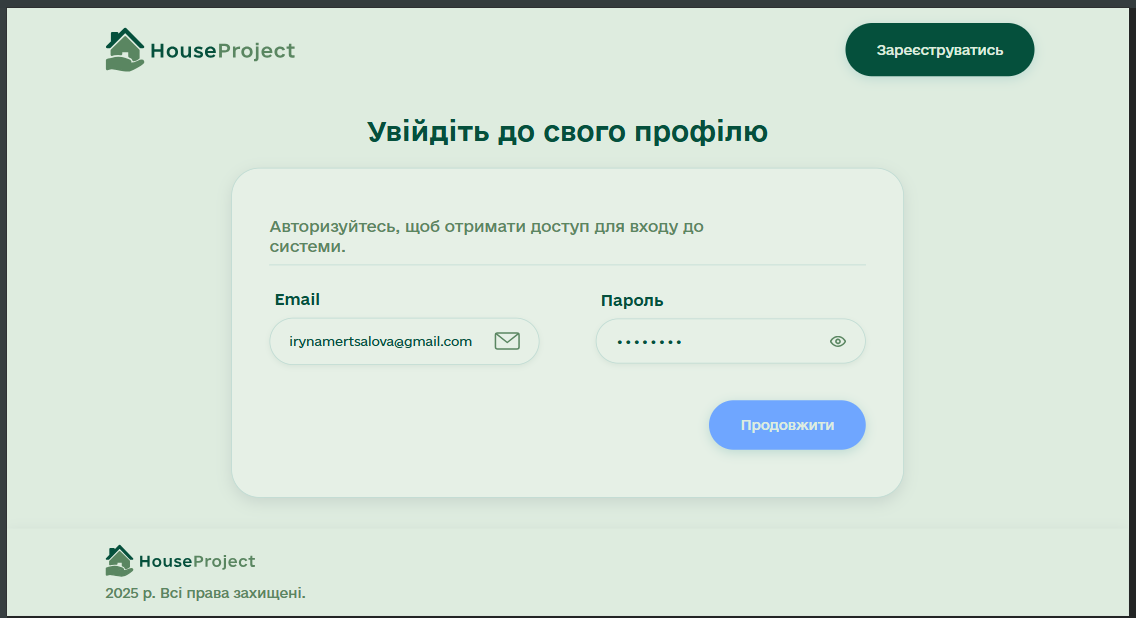 HouseProject
Зареєструватись
Увійдіть до свого профілю
Авторизуйтесь, щоб отримати доступ для входу до
системи.
Email
Пароль
irynamertsalova@gmail.com
••••••••
Продовжити
HouseProject
2025 р. Всі права захищені.